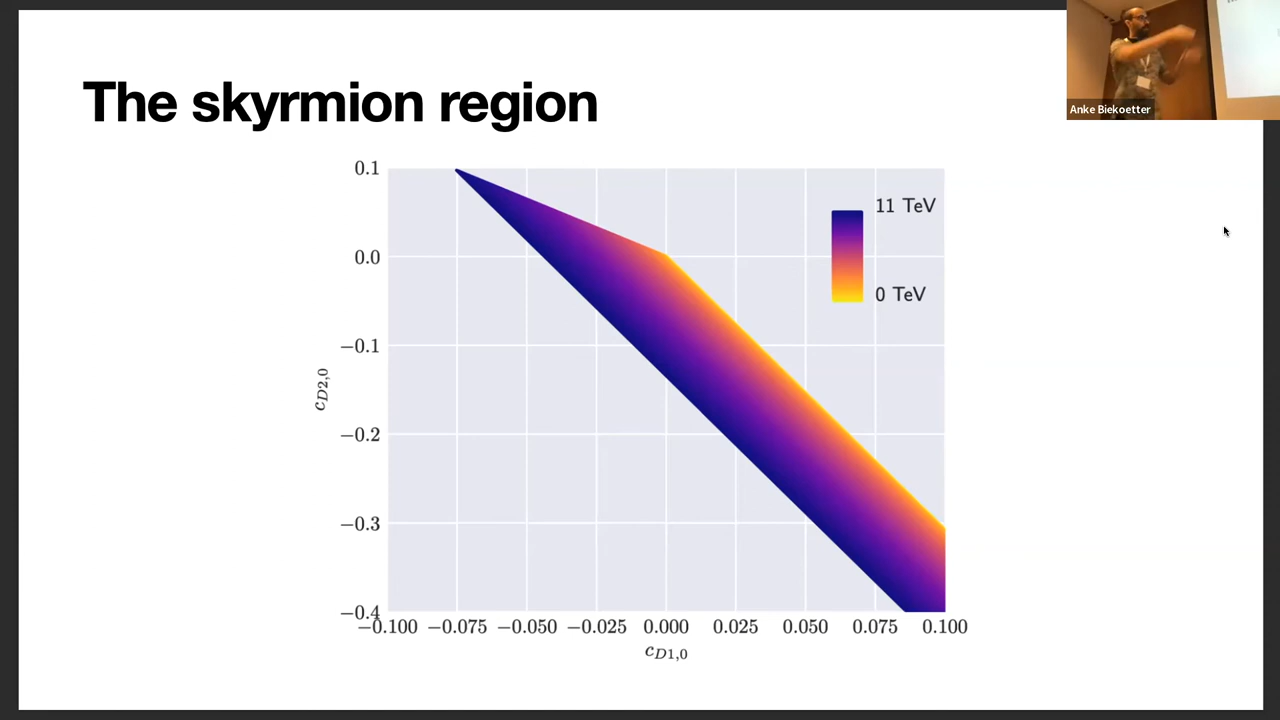 The skyrmion region
Anke Biekoetter
0.1
0.0
−0.1
−0.2
−0.3
−0.4
c_{D2,0}
11 TeV
0 TeV
−0.100 −0.075 −0.050 −0.025 0.000 0.025 0.050 0.075 0.100
c_{D1,0}